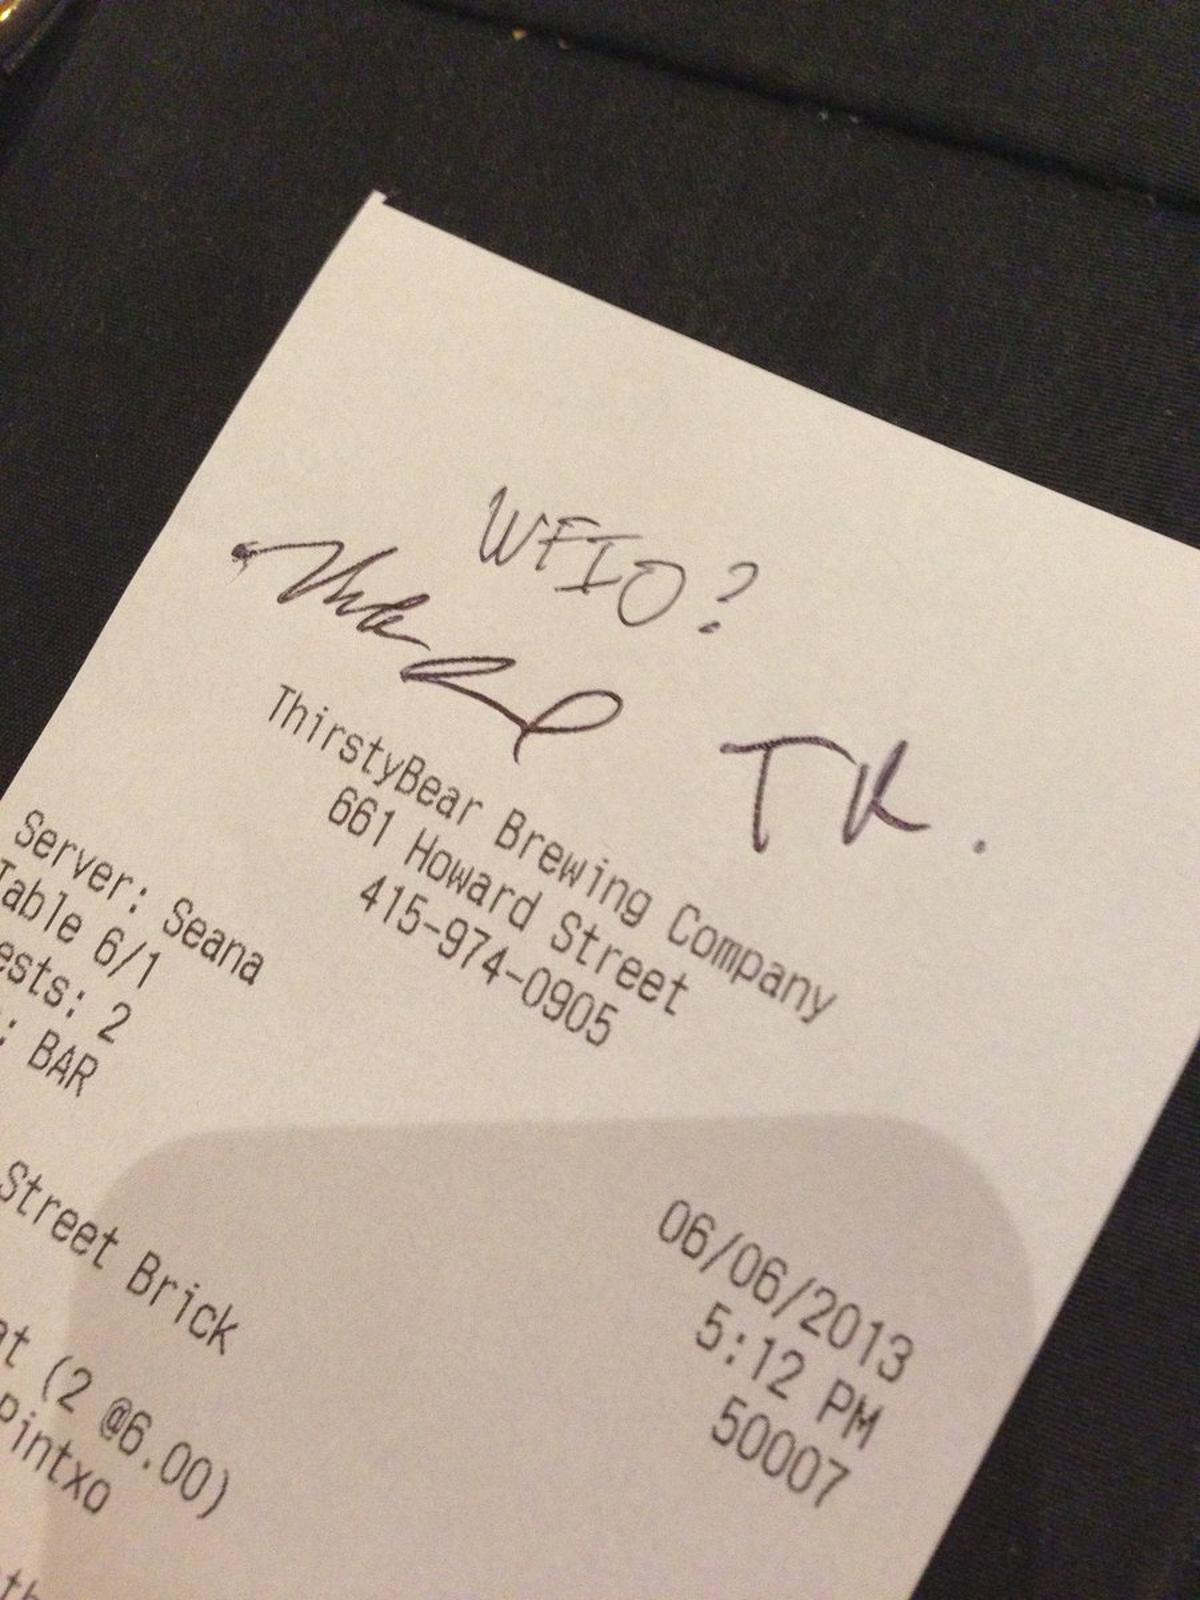 WFIO?
TK.
ThirstyBear Brewing Company
661 Howard Street
415-974-0905
Server: Seana
Table 6/1
ests: 2
: BAR
06/06/2013
5:12 PM
50007
Street Brick
at (2 @6.00)
Pintxo